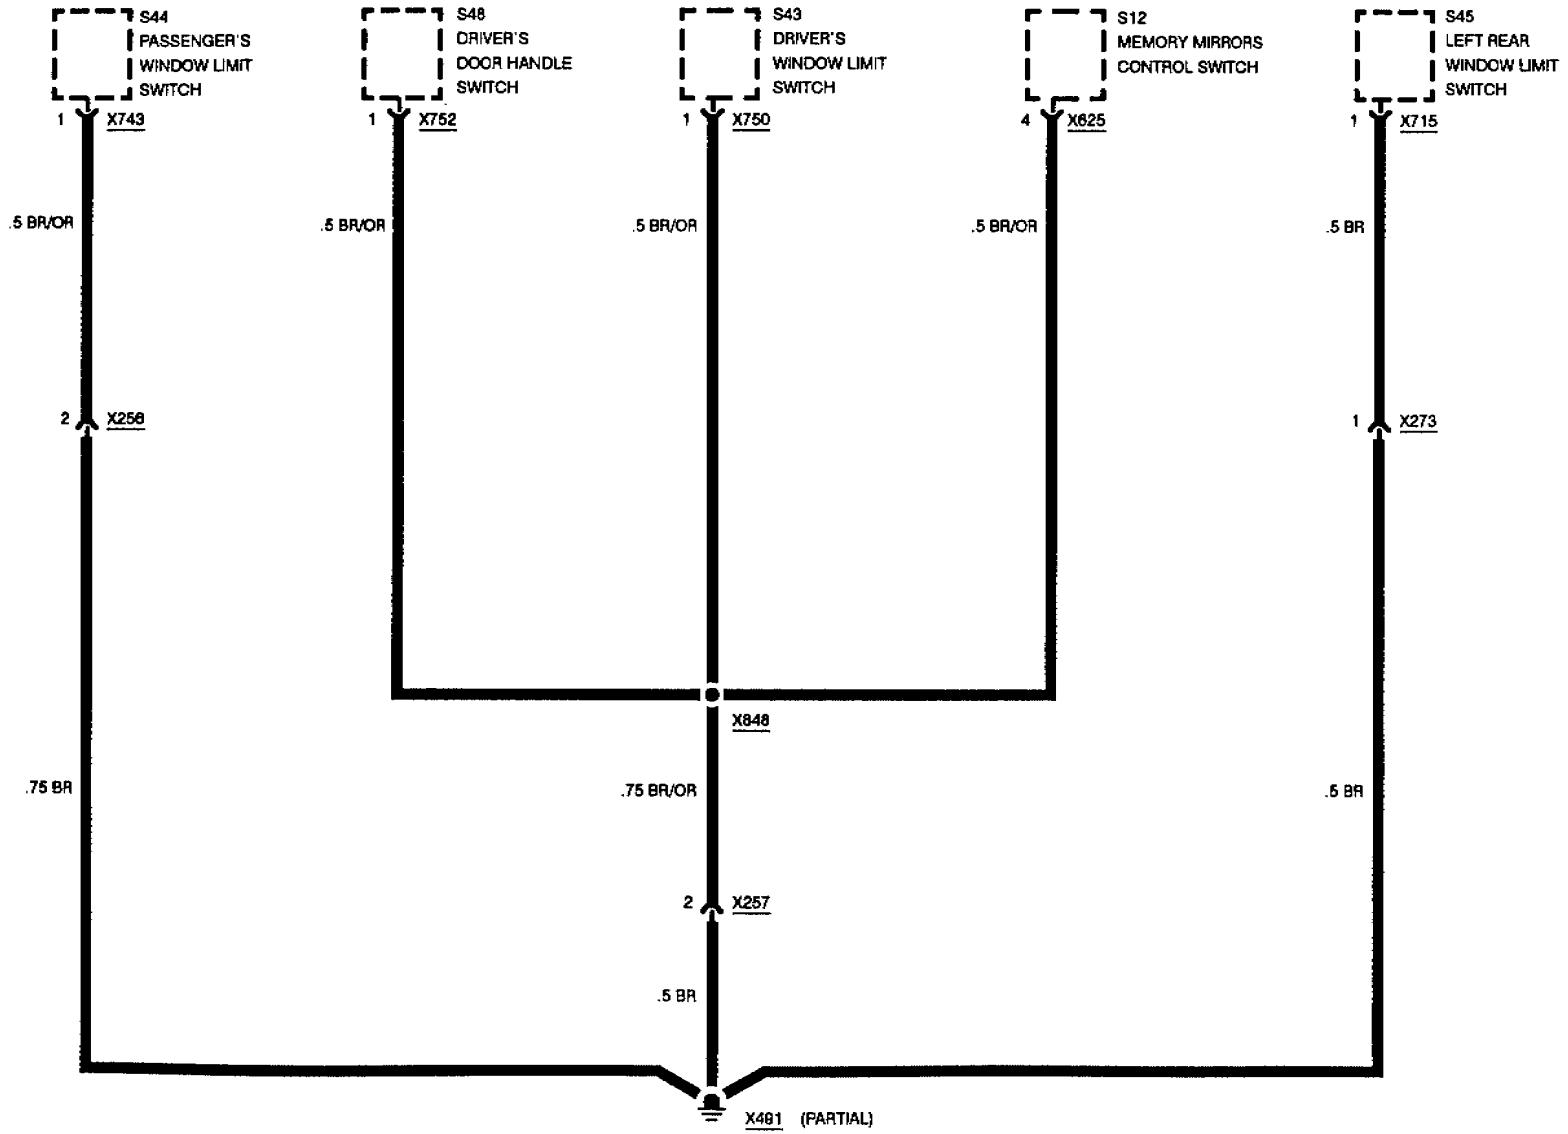 S44
PASSENGER'S
WINDOW LIMIT
SWITCH
S48
DRIVER'S
DOOR HANDLE
SWITCH
S43
DRIVER'S
WINDOW LIMIT
SWITCH
S12
MEMORY MIRRORS
CONTROL SWITCH
S45
LEFT REAR
WINDOW LIMIT
SWITCH
1 X743
1 X752
1 X750
4 X625
1 X715
.5 BR/OR
.5 BR/OR
.5 BR/OR
.5 BR/OR
.5 BR
2 X256
1 X273
X848
.75 BR
.75 BR/OR
.5 BR
2 X257
.5 BR
X491 (PARTIAL)